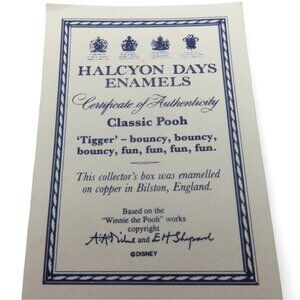 HALCYON DAYS
ENAMELS
Certificate of Authenticity
Classic Pooh
'Tigger' – bouncy, bouncy,
bouncy, fun, fun, fun, fun.
This collector's box was enamelled
on copper in Bilston, England.
Based on the
"Winnie the Pooh" works
copyright
A.A. Milne and E.H. Shepard
©DISNEY